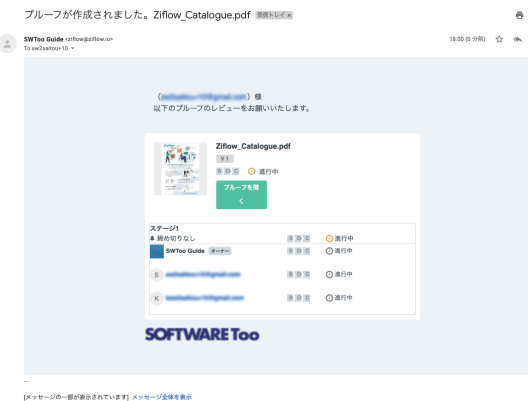 プルーフが作成されました。Ziflow_Catalogue.pdf 受信トレイ ×
SWToo Guide <ziflow@ziflow.io>
18:00 (0 分前)
To sw2saitou+10
( ) 様
以下のプルーフのレビューをお願いいたします。
Ziflow_Catalogue.pdf
V 1
S O C 進行中
プルーフを開
く
ステージ1
締め切りなし S O C 進行中
SWToo Guide オーナー S O C 進行中
S S O C 進行中
K S O C 進行中
SOFTWARE Too
...
[メッセージの一部が表示されています] メッセージ全体を表示